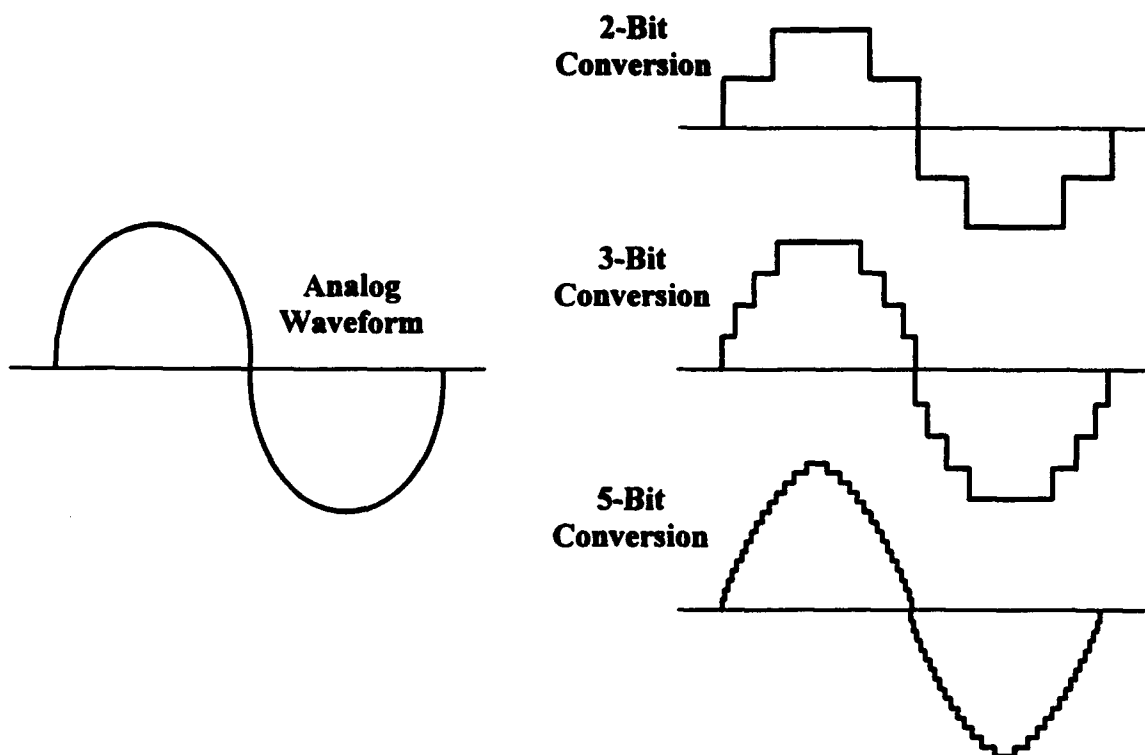 2-Bit
Conversion
Analog
Waveform
3-Bit
Conversion
5-Bit
Conversion